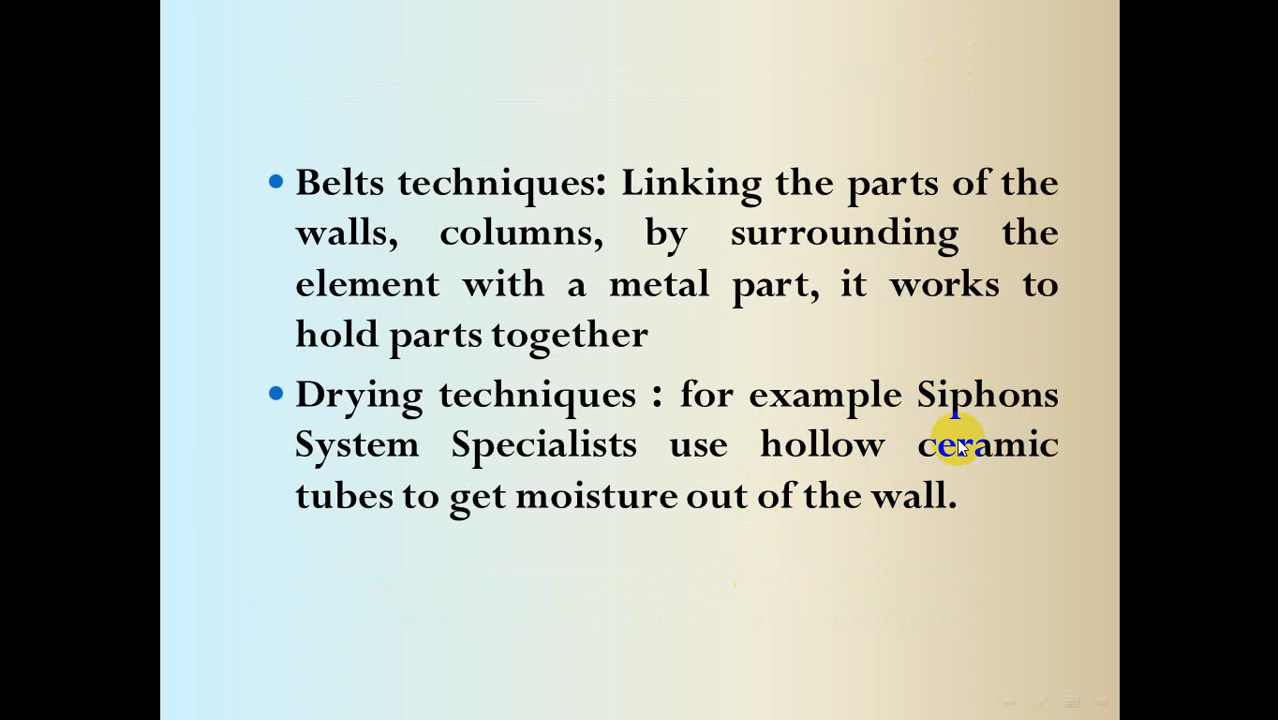 • Belts techniques: Linking the parts of the
walls, columns, by surrounding the
element with a metal part, it works to
hold parts together
• Drying techniques : for example Siphons
System Specialists use hollow ceramic
tubes to get moisture out of the wall.